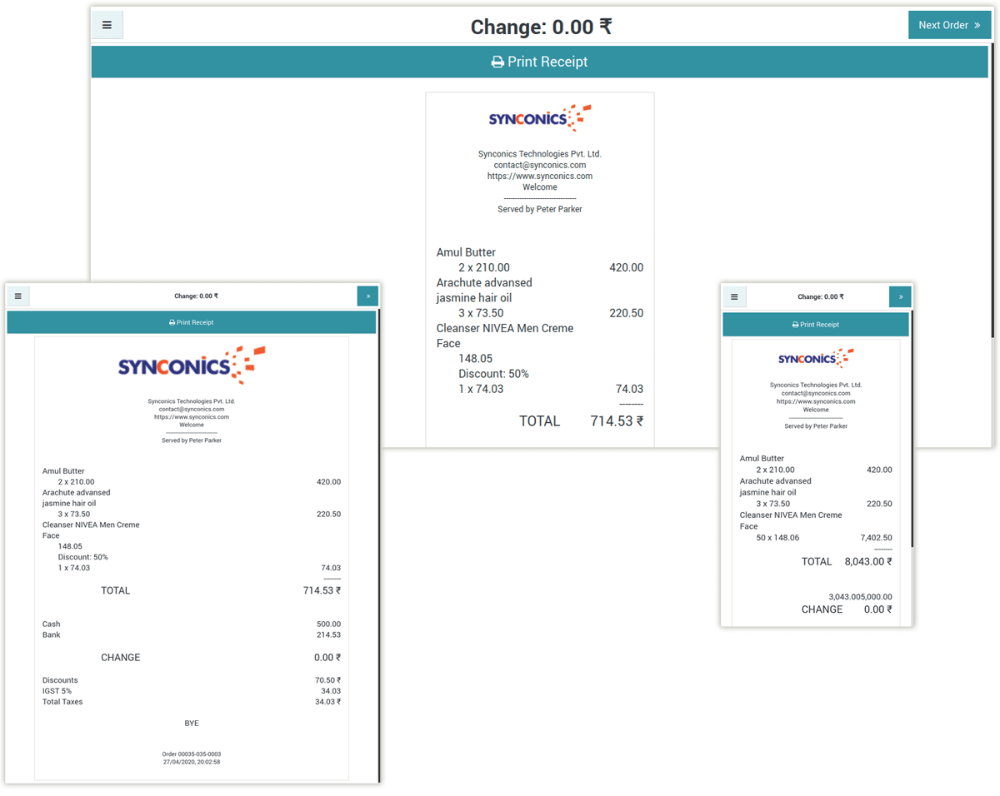 Change: 0.00 ₹
Next Order »
Print Receipt
SYNCONICS
Synconics Technologies Pvt. Ltd.
contact@synconics.com
https://www.synconics.com
Welcome
--------------------------------
Served by Peter Parker
Amul Butter
2 x 210.00 420.00
Arachute advansed
jasmine hair oil
3 x 73.50 220.50
Cleanser NIVEA Men Creme
Face
148.05
Discount: 50%
1 x 74.03 74.03
--------
TOTAL 714.53 ₹
Change: 0.00 ₹
»
Print Receipt
SYNCONICS
Synconics Technologies Pvt. Ltd.
contact@synconics.com
https://www.synconics.com
Welcome
--------------------------------
Served by Peter Parker
Amul Butter
2 x 210.00 420.00
Arachute advansed
jasmine hair oil
3 x 73.50 220.50
Cleanser NIVEA Men Creme
Face
148.05
Discount: 50%
1 x 74.03 74.03
--------
TOTAL 714.53 ₹
Cash 500.00
Bank 214.53
CHANGE 0.00 ₹
Discounts 70.50 ₹
IGST 5% 34.03
Total Taxes 34.03 ₹
BYE
Order 00035-035-0003
27/04/2020, 20:02:58
Change: 0.00 ₹
»
Print Receipt
SYNCONICS
Synconics Technologies Pvt. Ltd.
contact@synconics.com
https://www.synconics.com
Welcome
--------------------------------
Served by Peter Parker
Amul Butter
2 x 210.00 420.00
Arachute advansed
jasmine hair oil
3 x 73.50 220.50
Cleanser NIVEA Men Creme
Face
50 x 148.06 7,402.50
--------
TOTAL 8,043.00 ₹
3,043.005,000.00
CHANGE 0.00 ₹